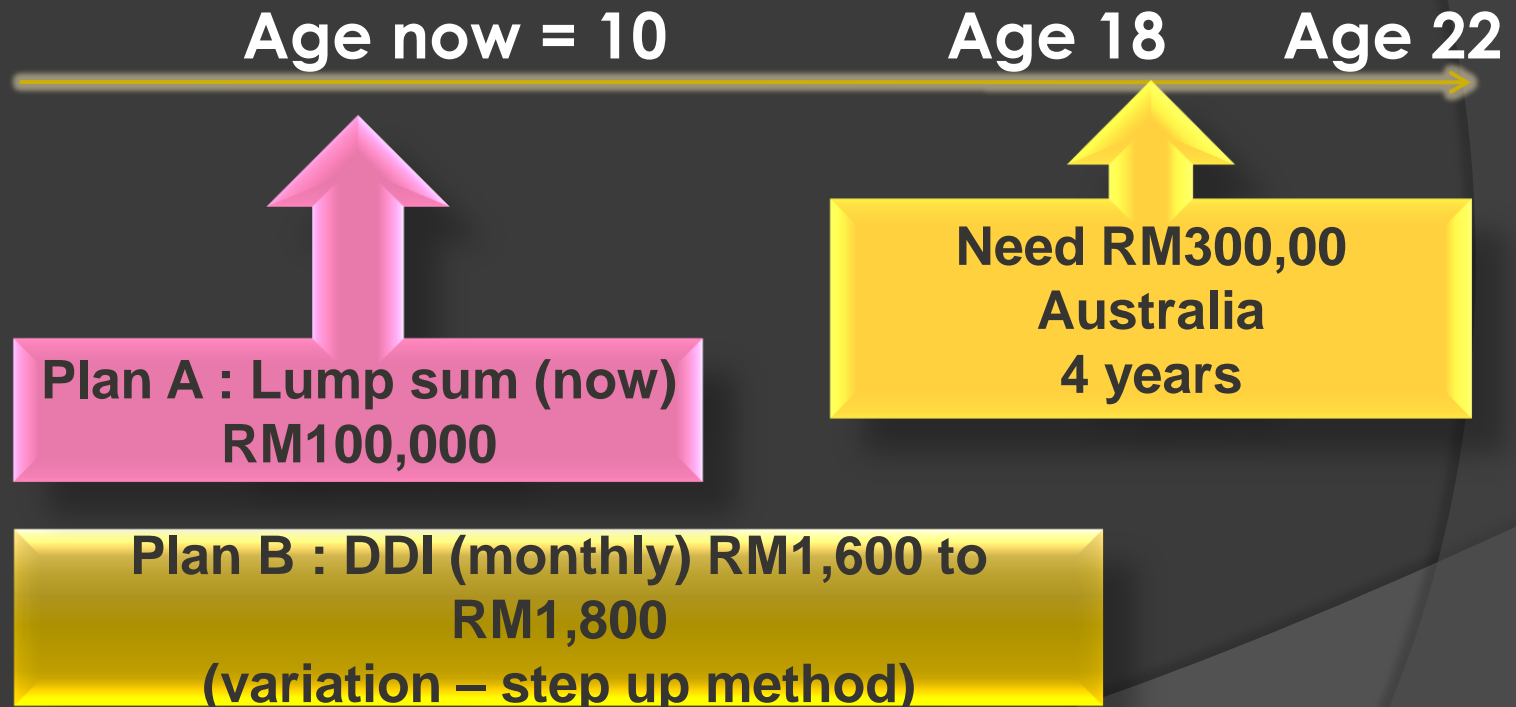 Age now = 10 Age 18 Age 22
Need RM300,00
Australia
4 years
Plan A : Lump sum (now)
RM100,000
Plan B : DDI (monthly) RM1,600 to
RM1,800
(variation – step up method)